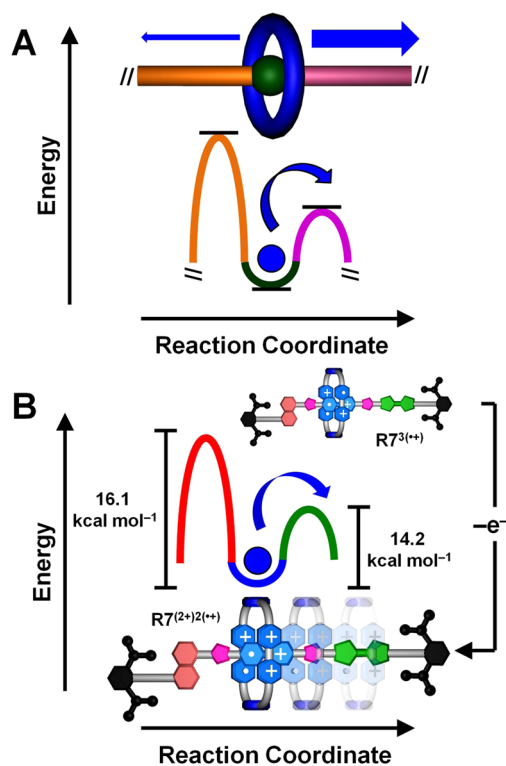 A
Energy
Reaction Coordinate
B
R7³(•+)
−e−
16.1
kcal mol−1
14.2
kcal mol−1
Energy
R7(2+)2(•+)
Reaction Coordinate